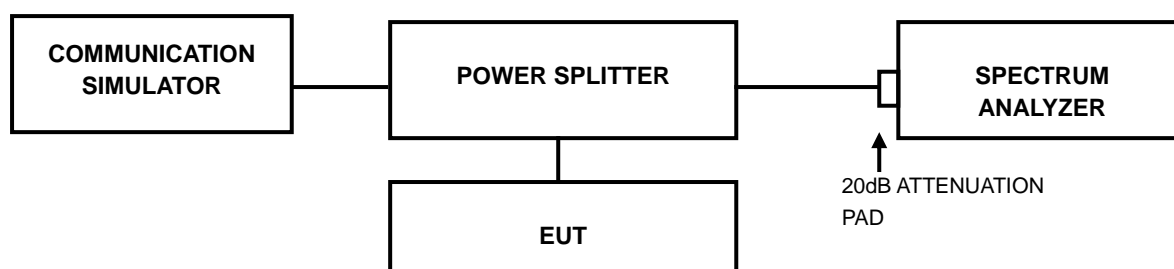 COMMUNICATION
SIMULATOR
POWER SPLITTER
SPECTRUM
ANALYZER
20dB ATTENUATION
PAD
EUT